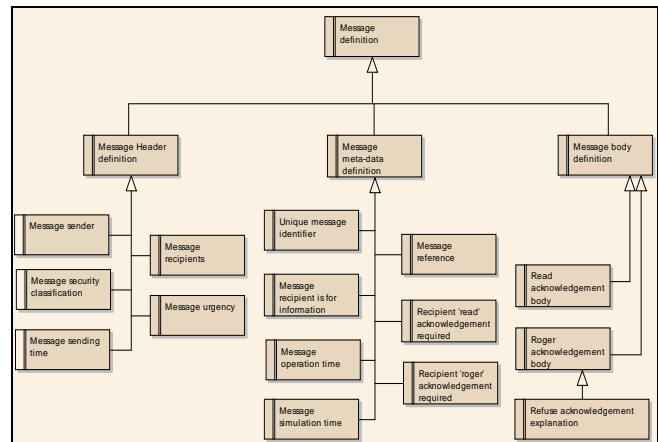 Message
definition
Message Header
definition
Message
meta-data
definition
Message body
definition
Message sender
Message
recipients
Message security
classification
Message urgency
Message sending
time
Unique message
identifier
Message
reference
Message
recipient is for
information
Recipient 'read'
acknowledgement
required
Message
operation time
Recipient 'roger'
acknowledgement
required
Message
simulation time
Read
acknowledgement
body
Roger
acknowledgement
body
Refuse acknowledgement
explanation